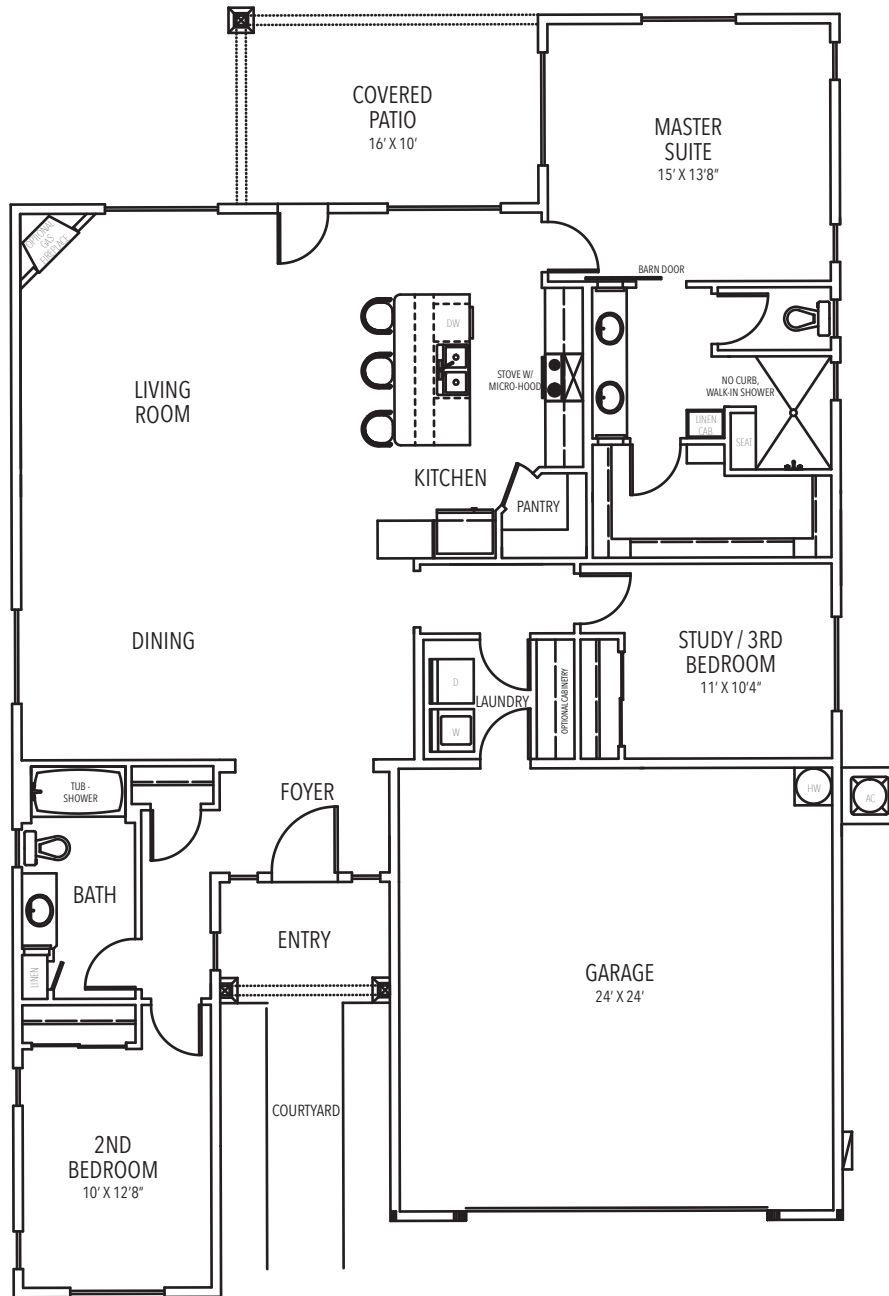 COVERED
PATIO
16' X 10'
MASTER
SUITE
15' X 13'8"
OPTIONAL
GAS
FIREPLACE
BARN DOOR
DW
STOVE W/
MICRO-HOOD
NO CURB,
WALK-IN SHOWER
LIVING
ROOM
LINEN
CAB.
SEAT
KITCHEN
PANTRY
DINING
STUDY / 3RD
BEDROOM
11' X 10'4"
D
LAUNDRY
OPTIONAL CABINETRY
W
TUB -
SHOWER
FOYER
HW
AC
BATH
ENTRY
LINEN
GARAGE
24' X 24'
COURTYARD
2ND
BEDROOM
10' X 12'8"